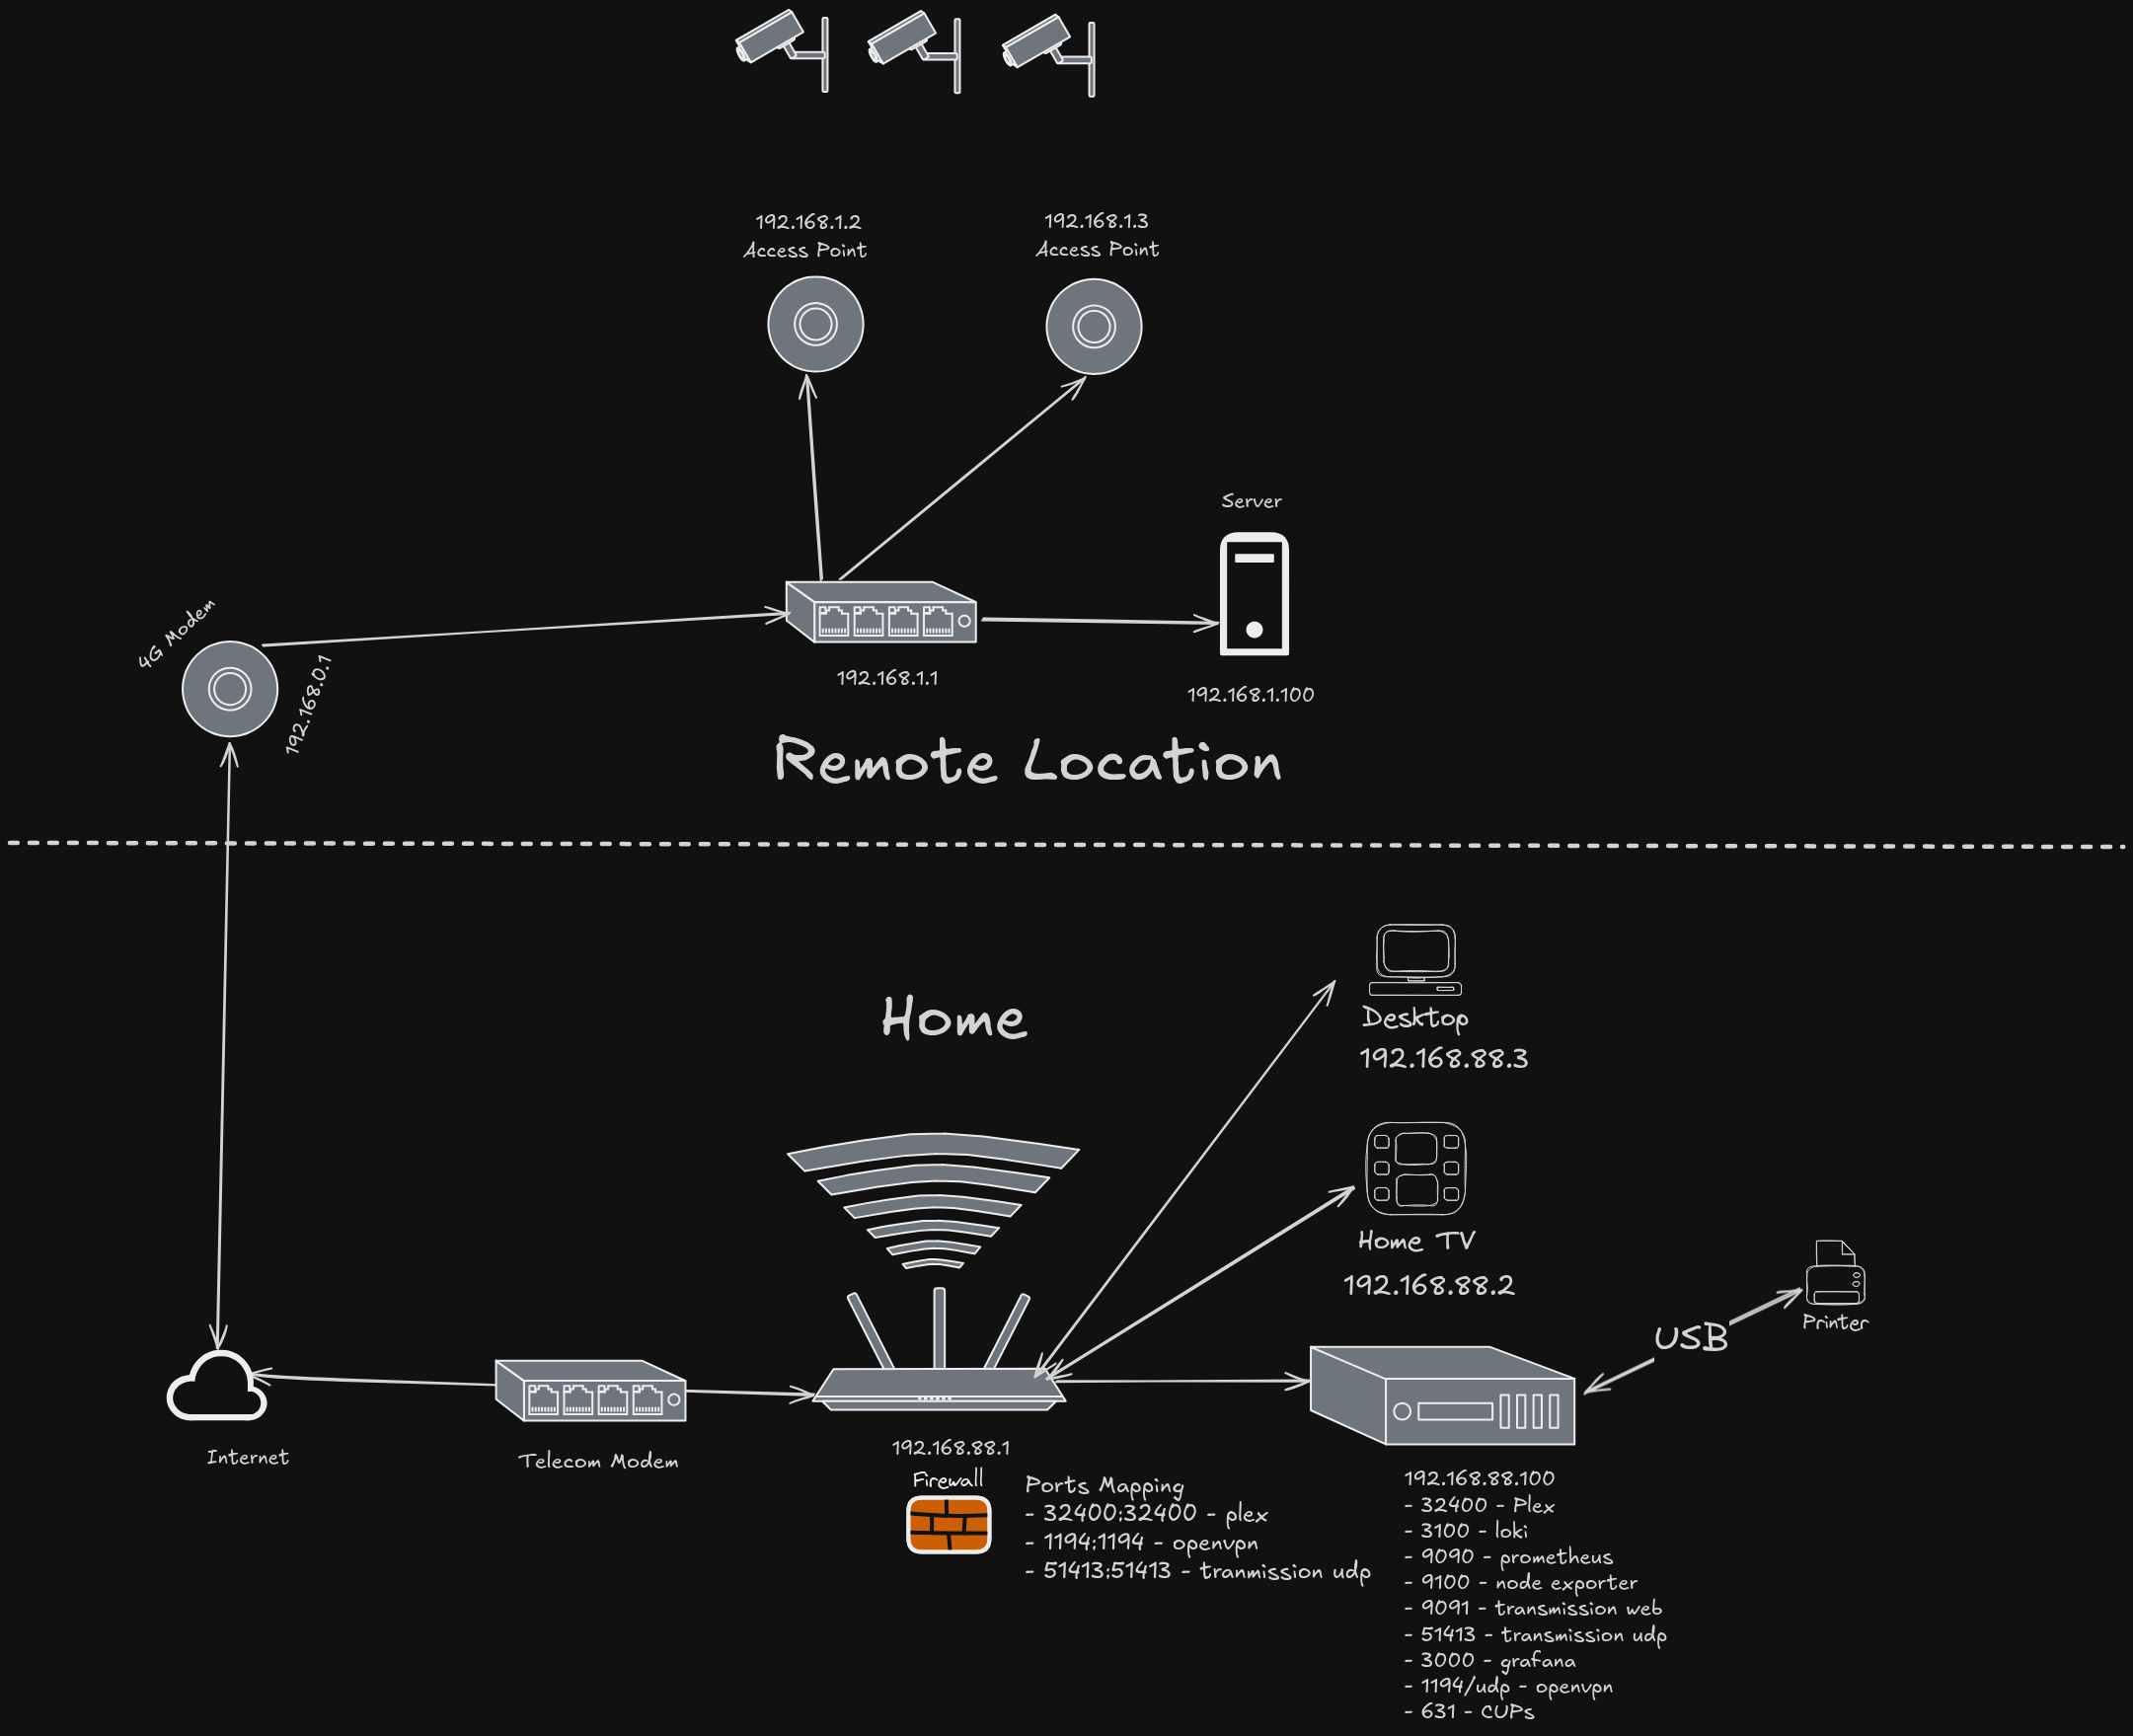 192.168.1.2
Access Point
192.168.1.3
Access Point
Server
4G Modem
192.168.0.1
192.168.1.1
192.168.1.100
Remote Location
Home
Desktop
192.168.88.3
Home TV
192.168.88.2
Printer
USB
Internet
Telecom Modem
192.168.88.1
Firewall
Ports Mapping
- 32400:32400 - plex
- 1194:1194 - openvpn
- 51413:51413 - tranmission udp
192.168.88.100
- 32400 - Plex
- 3100 - loki
- 9090 - prometheus
- 9100 - node exporter
- 9091 - transmission web
- 51413 - transmission udp
- 3000 - grafana
- 1194/udp - openvpn
- 631 - CUPs